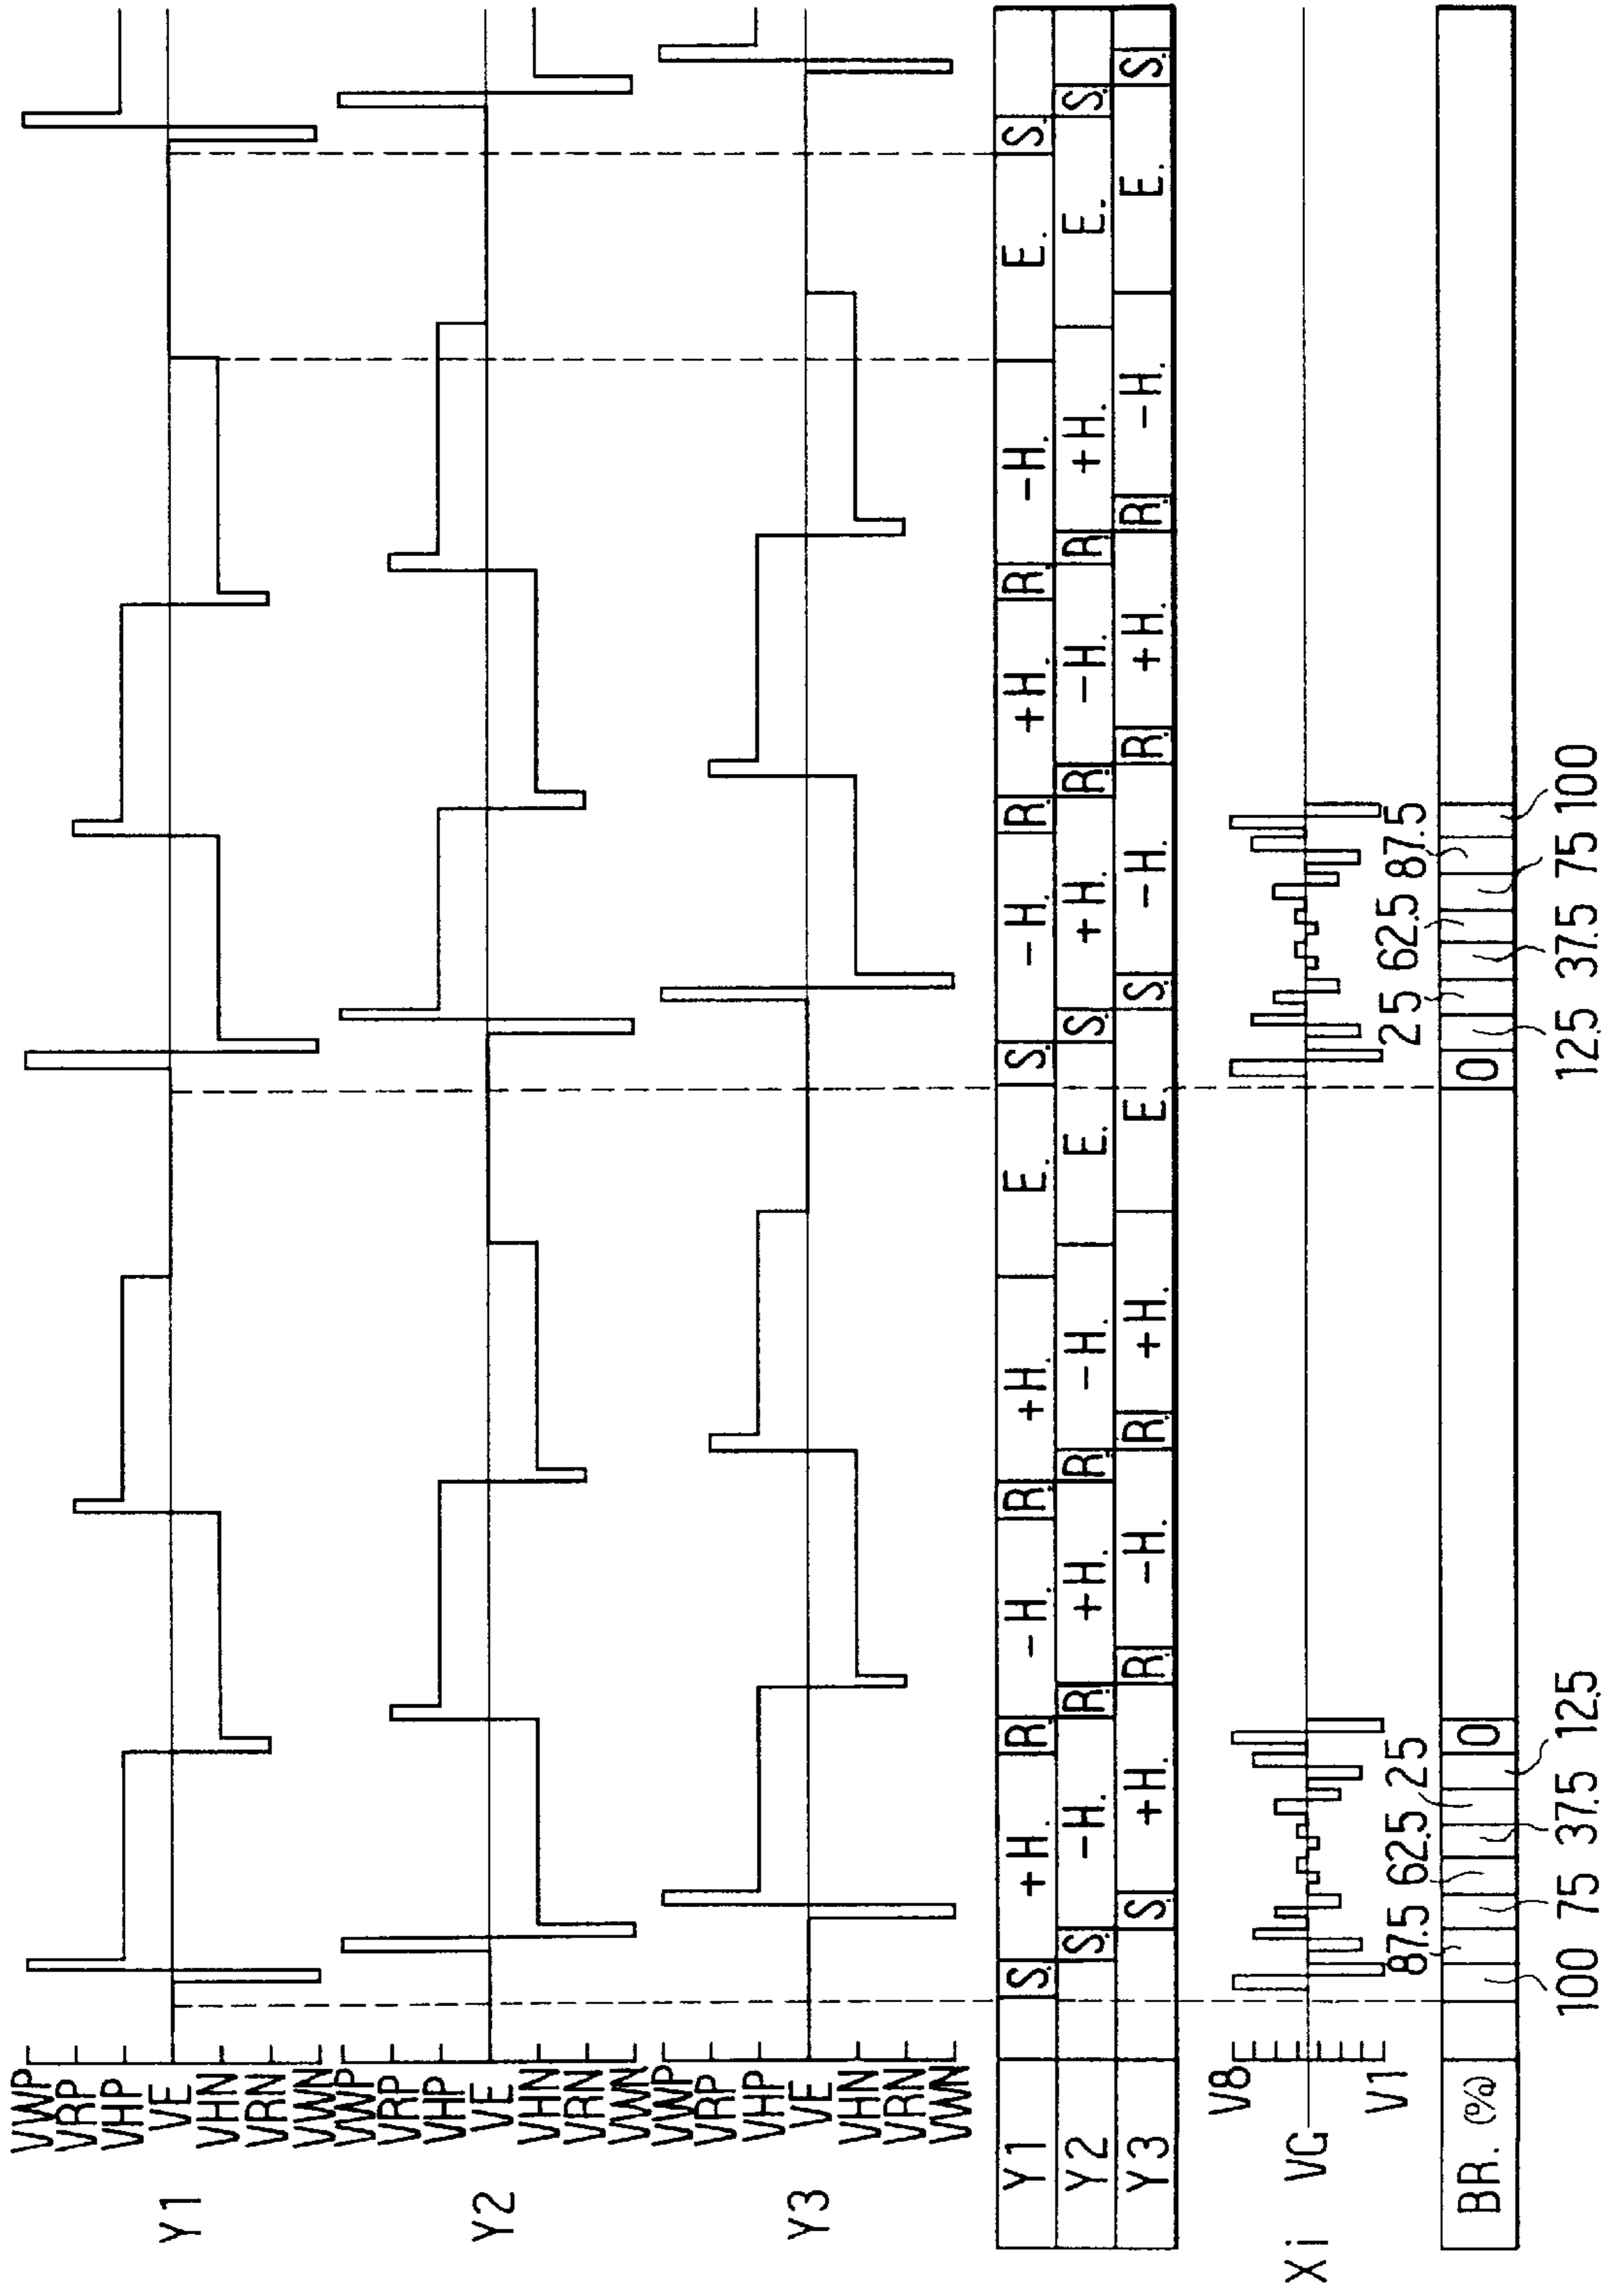 VWP
VRP
VHP
Y1 VE
VHN
VRN
VWN
VWP
VRP
VHP
Y2 VE
VHN
VRN
VWN
VWP
VRP
VHP
Y3 VE
VHN
VRN
VWN
Y1 S. +H. R. -H. R. +H. E. S. -H. R. +H. R. -H. E. S.
Y2 S. -H. R. +H. R. -H. E. S. +H. R. -H. R. +H. E. S.
Y3 S. +H. R. -H. R. +H. E. S. -H. R. +H. R. -H. E. S.
V8
Xi VG
V1
87.5 62.5 25 25 62.5 87.5
BR. (%) 0 0
100 75 37.5 12.5 12.5 37.5 75 100